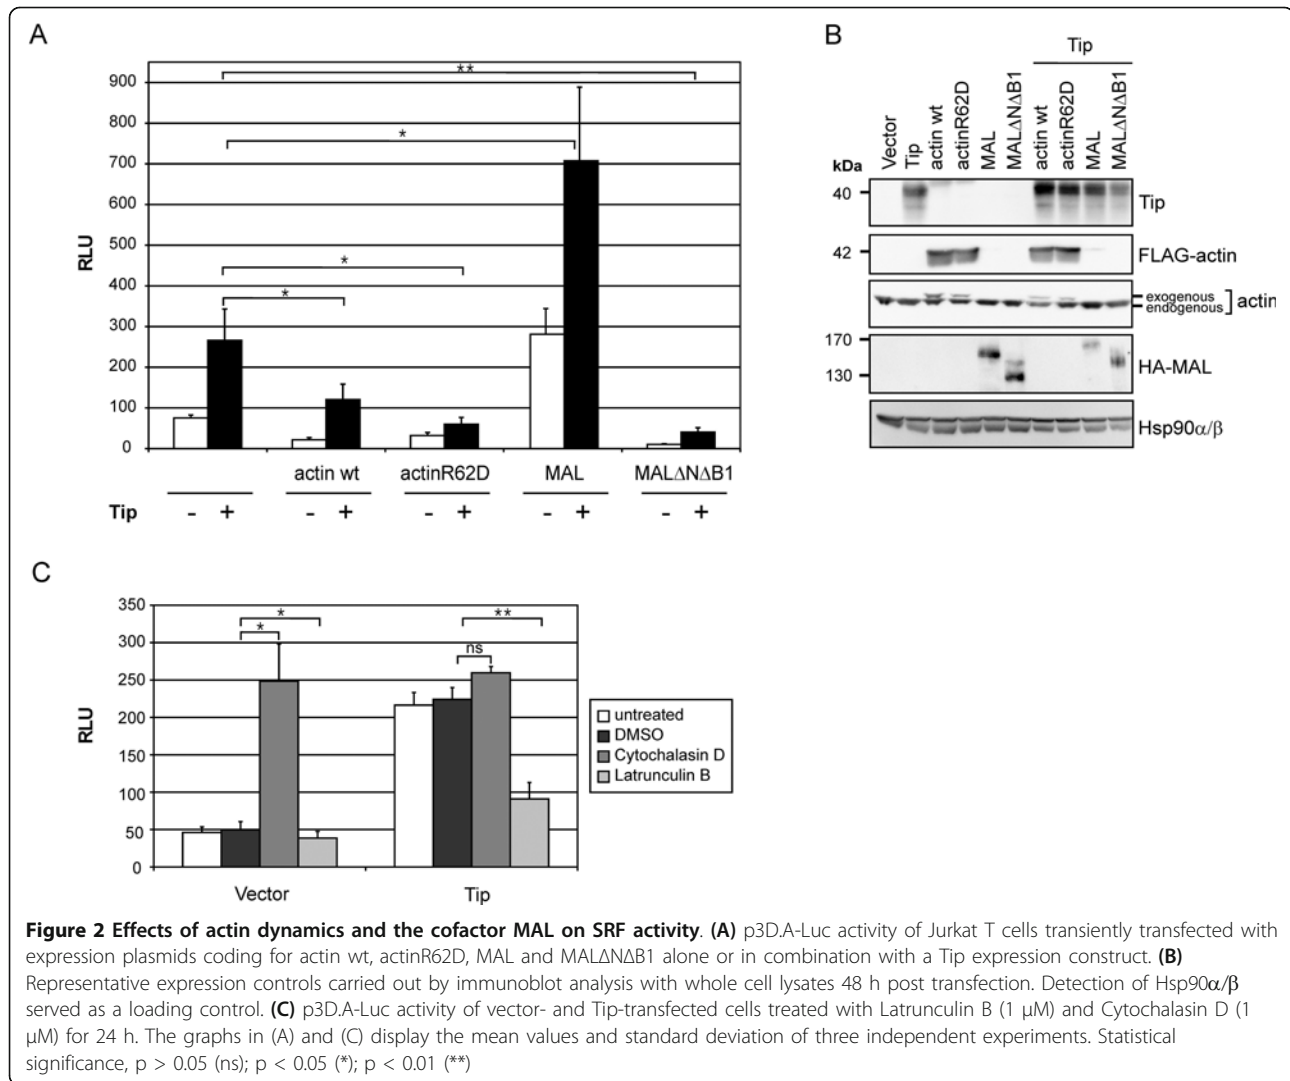 A
900
800
700
600
500
400
300
200
100
0
RLU
**
*
*
*
actin wt
actinR62D
MAL
MALΔNΔB1
Tip
- + - + - + - + - +
B
Tip
Vector
Tip
actin wt
actinR62D
MAL
MALΔNΔB1
actin wt
actinR62D
MAL
MALΔNΔB1
kDa
40
Tip
42
FLAG-actin
exogenous
endogenous
actin
170
130
HA-MAL
Hsp90α/β
C
350
300
250
200
150
100
50
0
RLU
*
*
**
ns
Vector
Tip
untreated
DMSO
Cytochalasin D
Latrunculin B
Figure 2 Effects of actin dynamics and the cofactor MAL on SRF activity. (A) p3D.A-Luc activity of Jurkat T cells transiently transfected with
expression plasmids coding for actin wt, actinR62D, MAL and MALΔNΔB1 alone or in combination with a Tip expression construct. (B)
Representative expression controls carried out by immunoblot analysis with whole cell lysates 48 h post transfection. Detection of Hsp90α/β
served as a loading control. (C) p3D.A-Luc activity of vector- and Tip-transfected cells treated with Latrunculin B (1 μM) and Cytochalasin D (1
μM) for 24 h. The graphs in (A) and (C) display the mean values and standard deviation of three independent experiments. Statistical
significance, p > 0.05 (ns); p < 0.05 (*); p < 0.01 (**)